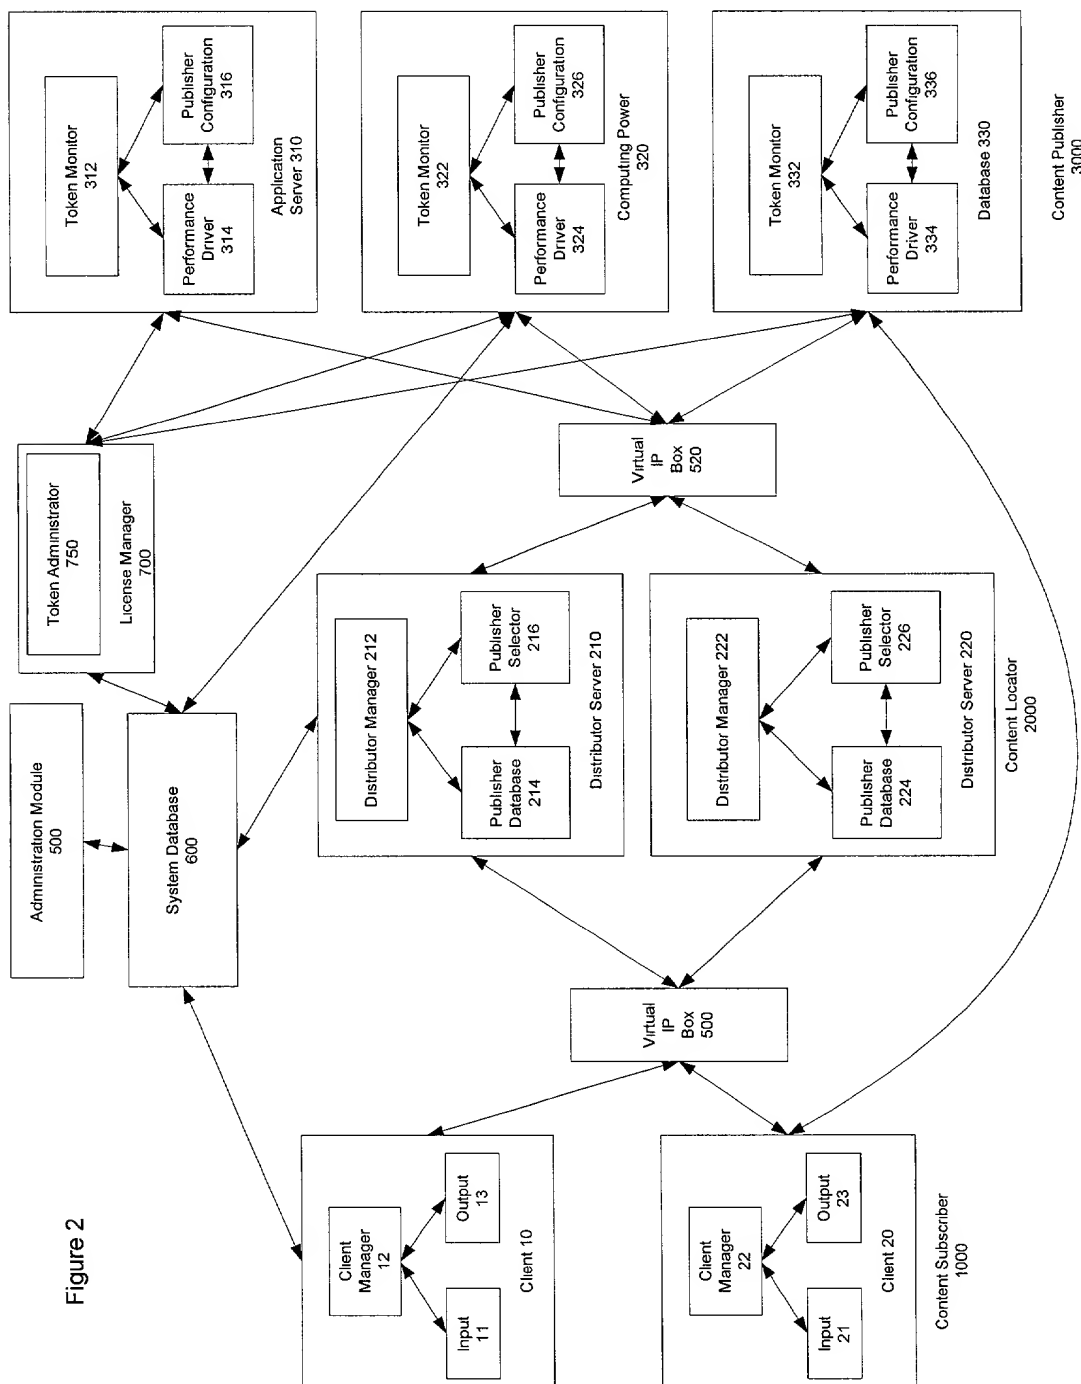 Figure 2
Administration Module
500
System Database
600
Token Administrator
750
License Manager
700
Client
Manager
12
Input
11
Output
13
Client 10
Client
Manager
22
Input
21
Output
23
Client 20
Content Subscriber
1000
Virtual
IP
Box 500
Distributor Manager 212
Publisher
Database
214
Publisher
Selector
216
Distributor Server 210
Distributor Manager 222
Publisher
Database
224
Publisher
Selector
226
Distributor Server 220
Content Locator
2000
Virtual
IP
Box 520
Token Monitor
312
Performance
Driver
314
Publisher
Configuration
316
Application
Server 310
Token Monitor
322
Performance
Driver
324
Publisher
Configuration
326
Computing Power
320
Token Monitor
332
Performance
Driver
334
Publisher
Configuration
336
Database 330
Content Publisher
3000